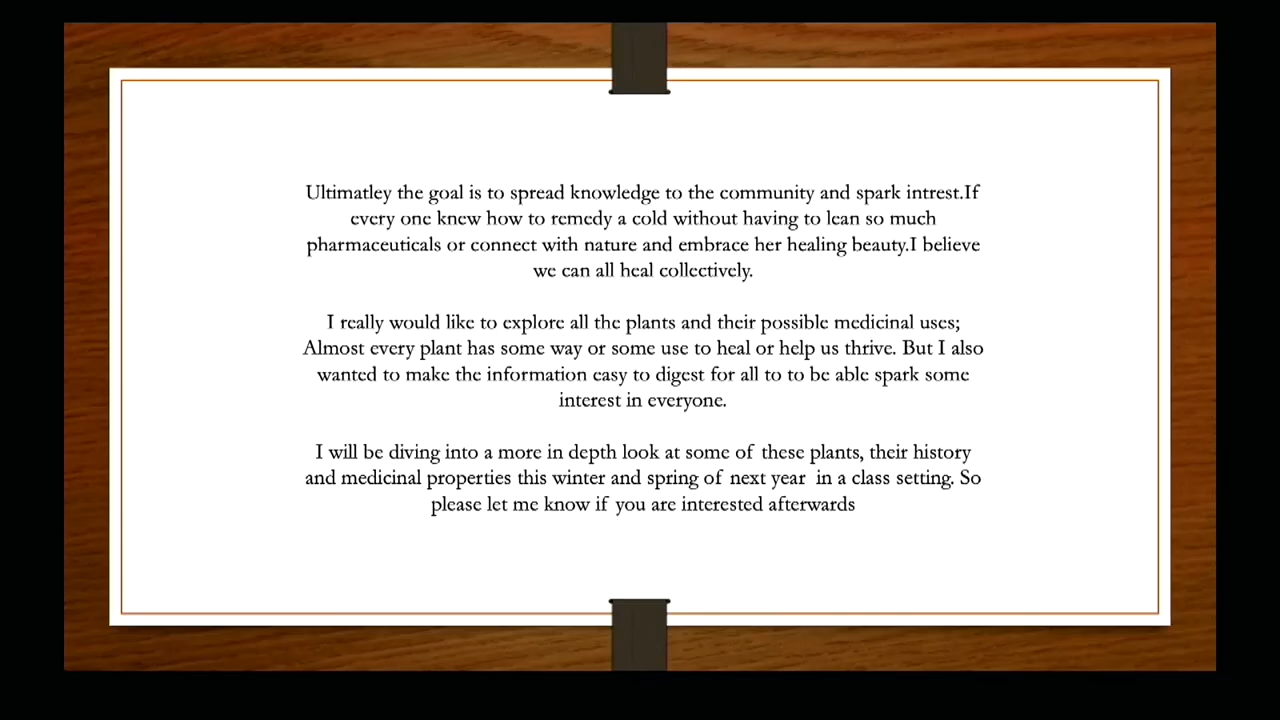 Ultimatley the goal is to spread knowledge to the community and spark intrest.If
every one knew how to remedy a cold without having to lean so much
pharmaceuticals or connect with nature and embrace her healing beauty.I believe
we can all heal collectively.
I really would like to explore all the plants and their possible medicinal uses;
Almost every plant has some way or some use to heal or help us thrive. But I also
wanted to make the information easy to digest for all to to be able spark some
interest in everyone.
I will be diving into a more in depth look at some of these plants, their history
and medicinal properties this winter and spring of next year in a class setting. So
please let me know if you are interested afterwards